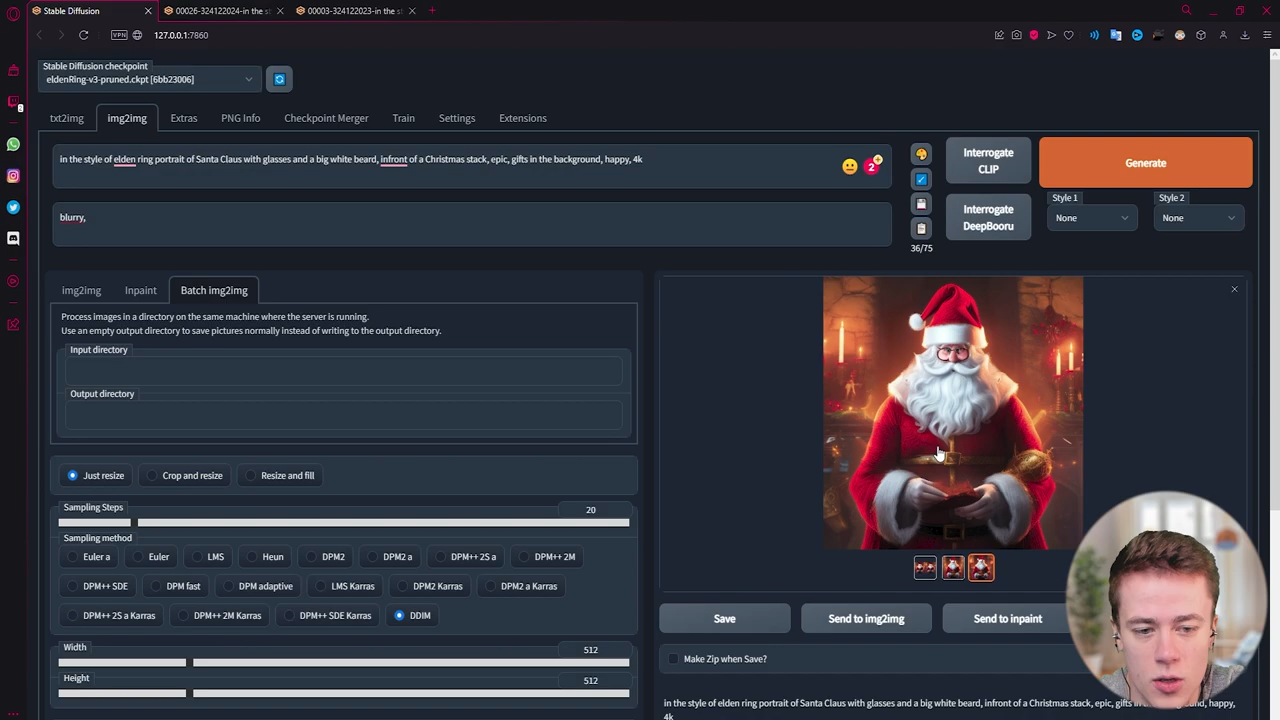 Stable Diffusion
00026-324122024-in the s
00003-324122023-in the s
VPN
127.0.0.1:7860
2
Stable Diffusion checkpoint
eldenRing-v3-pruned.ckpt [6bb23006]
txt2img
img2img
Extras
PNG Info
Checkpoint Merger
Train
Settings
Extensions
in the style of elden ring portrait of Santa Claus with glasses and a big white beard, infront of a Christmas stack, epic, gifts in the background, happy, 4k
2
blurry,
36/75
Interrogate
CLIP
Interrogate
DeepBooru
Generate
Style 1
None
Style 2
None
img2img
Inpaint
Batch img2img
Process images in a directory on the same machine where the server is running.
Use an empty output directory to save pictures normally instead of writing to the output directory.
Input directory
Output directory
Just resize
Crop and resize
Resize and fill
Sampling Steps
20
Sampling method
Euler a
Euler
LMS
Heun
DPM2
DPM2 a
DPM++ 2S a
DPM++ 2M
DPM++ SDE
DPM fast
DPM adaptive
LMS Karras
DPM2 Karras
DPM2 a Karras
DPM++ 2S a Karras
DPM++ 2M Karras
DPM++ SDE Karras
DDIM
Width
512
Height
512
Save
Send to img2img
Send to inpaint
Make Zip when Save?
in the style of elden ring portrait of Santa Claus with glasses and a big white beard, infront of a Christmas stack, epic, gifts in the background, happy,
4k